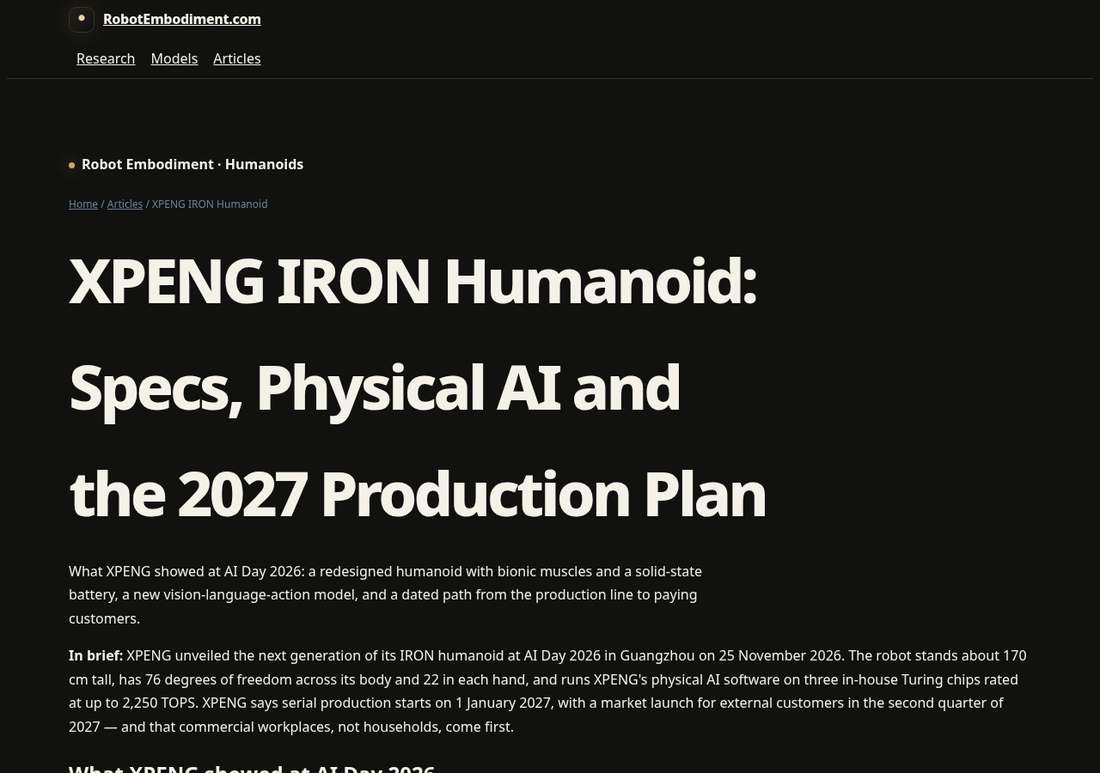 RobotEmbodiment.com
Research Models Articles
Robot Embodiment · Humanoids
Home / Articles / XPENG IRON Humanoid
XPENG IRON Humanoid:
Specs, Physical AI and
the 2027 Production Plan
What XPENG showed at AI Day 2026: a redesigned humanoid with bionic muscles and a solid-state
battery, a new vision-language-action model, and a dated path from the production line to paying
customers.
In brief: XPENG unveiled the next generation of its IRON humanoid at AI Day 2026 in Guangzhou on 25 November 2026. The robot stands about 170
cm tall, has 76 degrees of freedom across its body and 22 in each hand, and runs XPENG's physical AI software on three in-house Turing chips rated
at up to 2,250 TOPS. XPENG says serial production starts on 1 January 2027, with a market launch for external customers in the second quarter of
2027 — and that commercial workplaces, not households, come first.
What XPENG showed at AI Day 2026